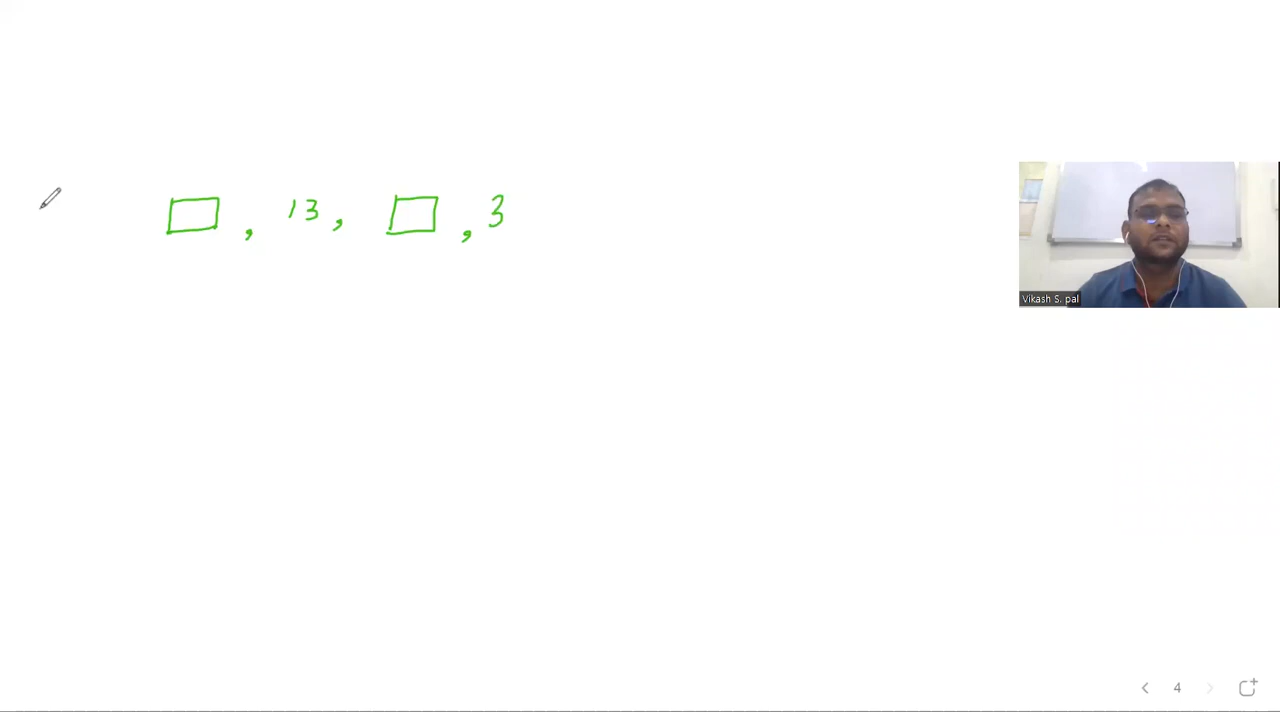 □, 13, □, 3
Vikash S. pal
4